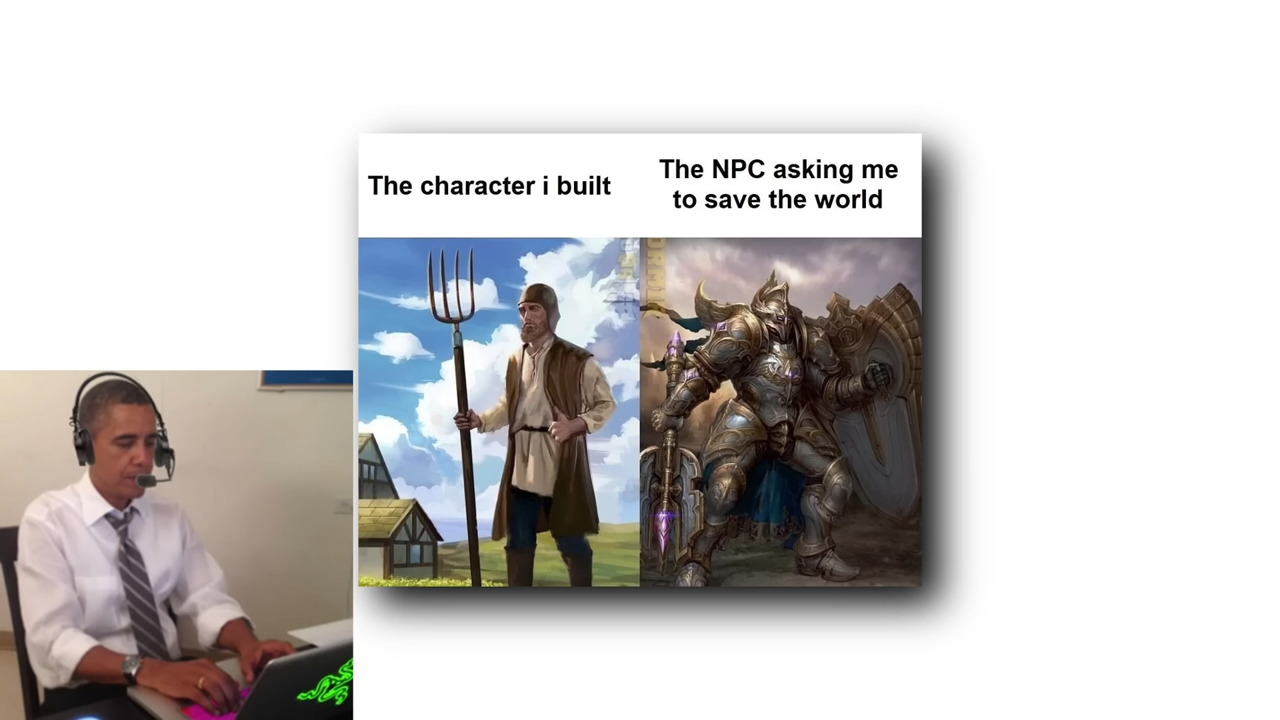 The character i built
The NPC asking me
to save the world